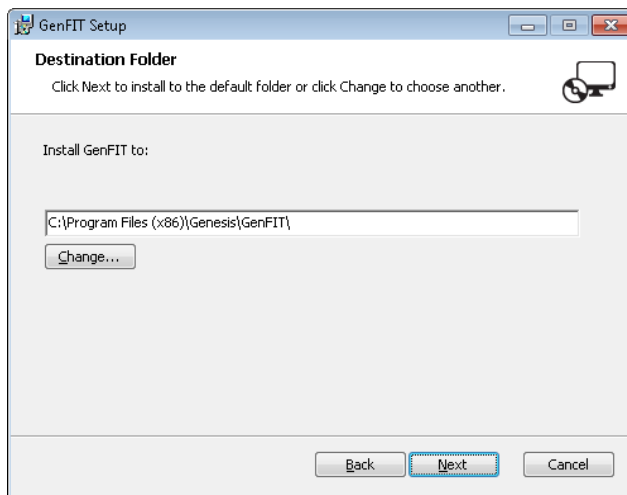 GenFIT Setup
Destination Folder
Click Next to install to the default folder or click Change to choose another.
Install GenFIT to:
C:\Program Files (x86)\Genesis\GenFIT\
Change...
Back Next Cancel